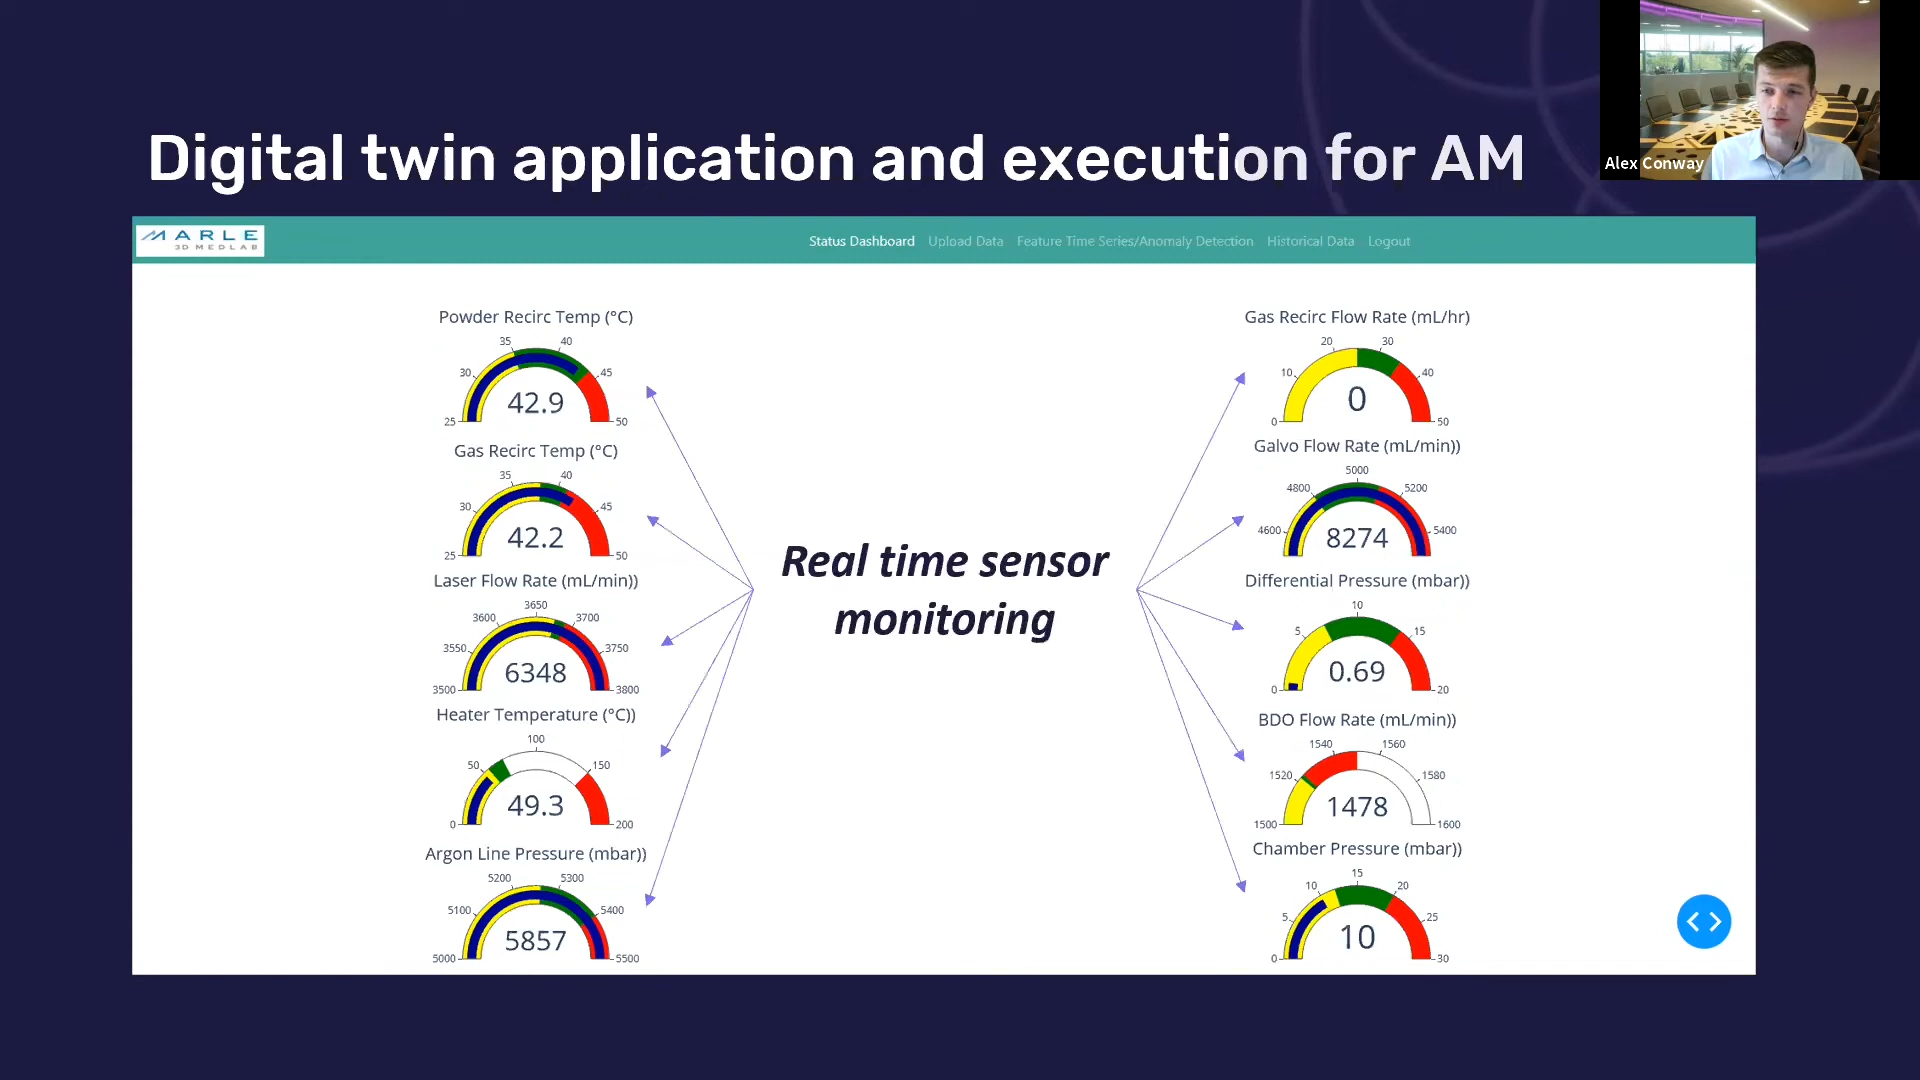 Digital twin application and execution for AM
Alex Conway
MARLE
3D MEDLAB
Status Dashboard Upload Data Feature Time Series/Anomaly Detection Historical Data Logout
Powder Recirc Temp (°C)
25 30 35 40 45 50
42.9
Gas Recirc Temp (°C)
25 30 35 40 45 50
42.2
Laser Flow Rate (mL/min))
3500 3550 3600 3650 3700 3750 3800
6348
Heater Temperature (°C))
0 50 100 150 200
49.3
Argon Line Pressure (mbar))
5000 5100 5200 5300 5400 5500
5857
Real time sensor
monitoring
Gas Recirc Flow Rate (mL/hr)
0 10 20 30 40 50
0
Galvo Flow Rate (mL/min))
4600 4800 5000 5200 5400
8274
Differential Pressure (mbar))
0 5 10 15 20
0.69
BDO Flow Rate (mL/min))
1500 1520 1540 1560 1580 1600
1478
Chamber Pressure (mbar))
0 5 10 15 20 25 30
10